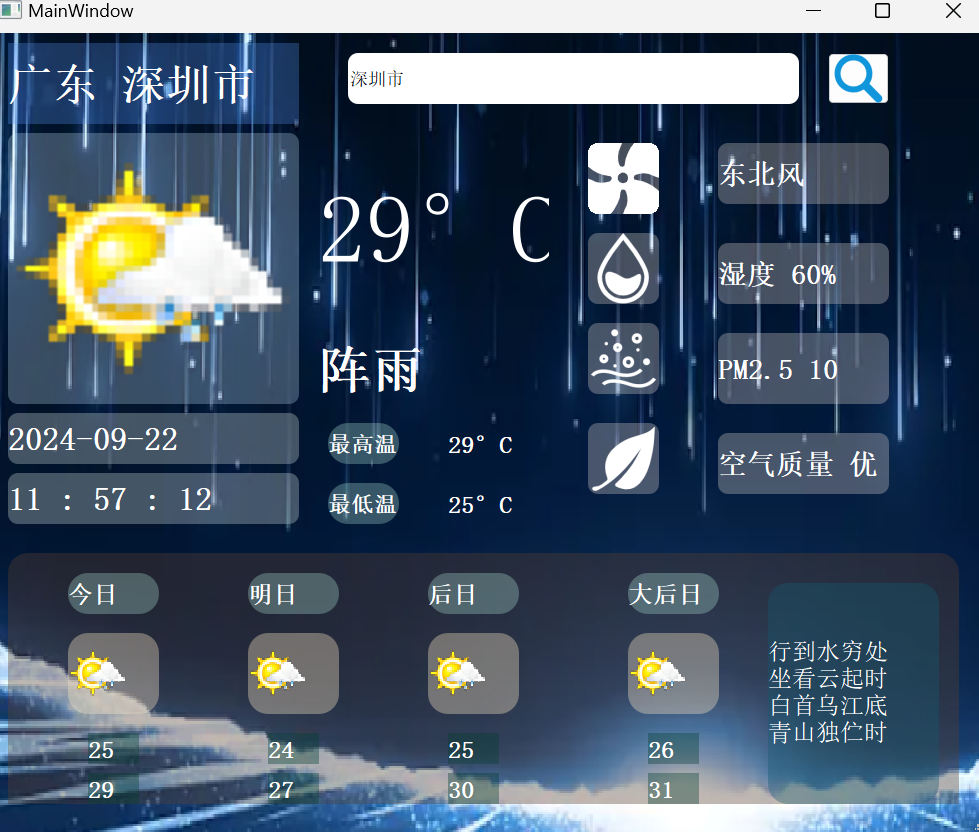 MainWindow
广东 深圳市
深圳市
29° C
阵雨
最高温 29° C
最低温 25° C
东北风
湿度 60%
PM2.5 10
空气质量 优
2024-09-22
11 : 57 : 12
今日 明日 后日 大后日
25 24 25 26
29 27 30 31
行到水穷处
坐看云起时
白首乌江底
青山独伫时